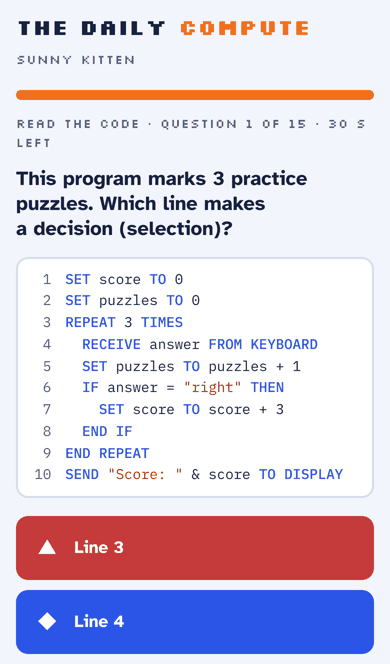 THE DAILY COMPUTE
SUNNY KITTEN
READ THE CODE · QUESTION 1 OF 15 · 30 S
LEFT
This program marks 3 practice
puzzles. Which line makes
a decision (selection)?
1 SET score TO 0
2 SET puzzles TO 0
3 REPEAT 3 TIMES
4 RECEIVE answer FROM KEYBOARD
5 SET puzzles TO puzzles + 1
6 IF answer = "right" THEN
7 SET score TO score + 3
8 END IF
9 END REPEAT
10 SEND "Score: " & score TO DISPLAY
Line 3
Line 4